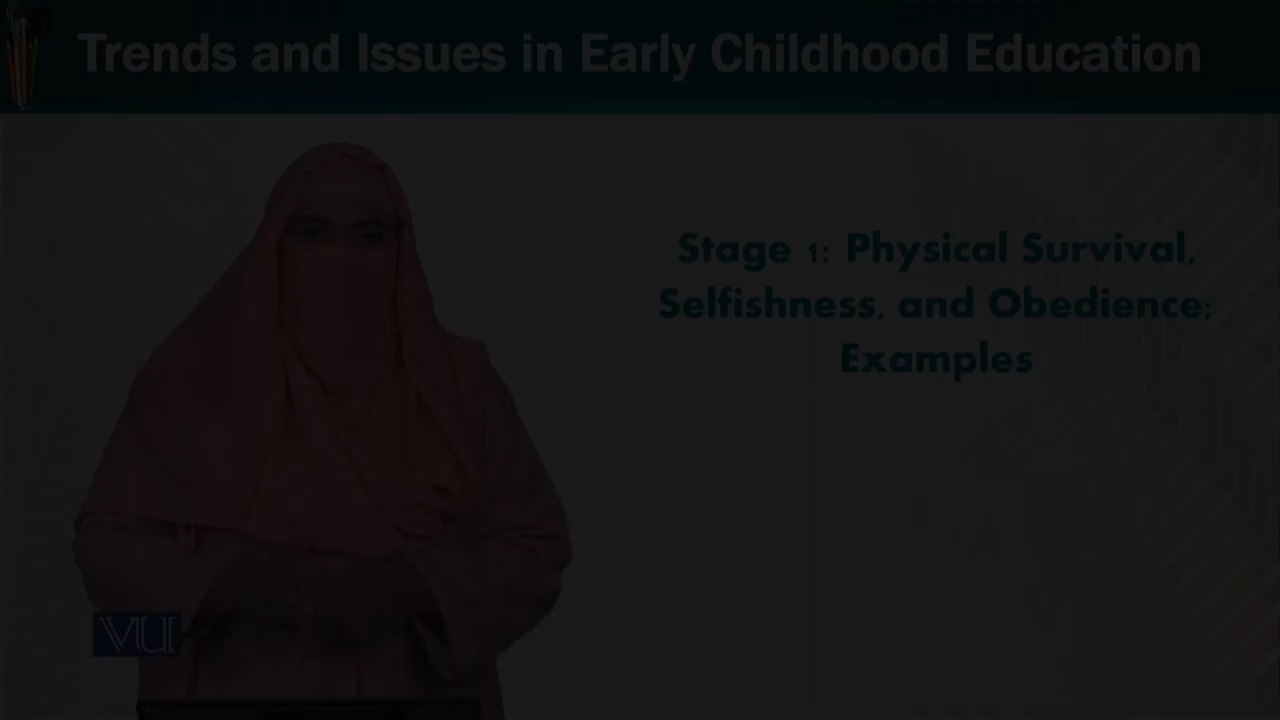 Trends and Issues in Early Childhood Education
Stage 1: Physical Survival,
Selfishness, and Obedience;
Examples
VU